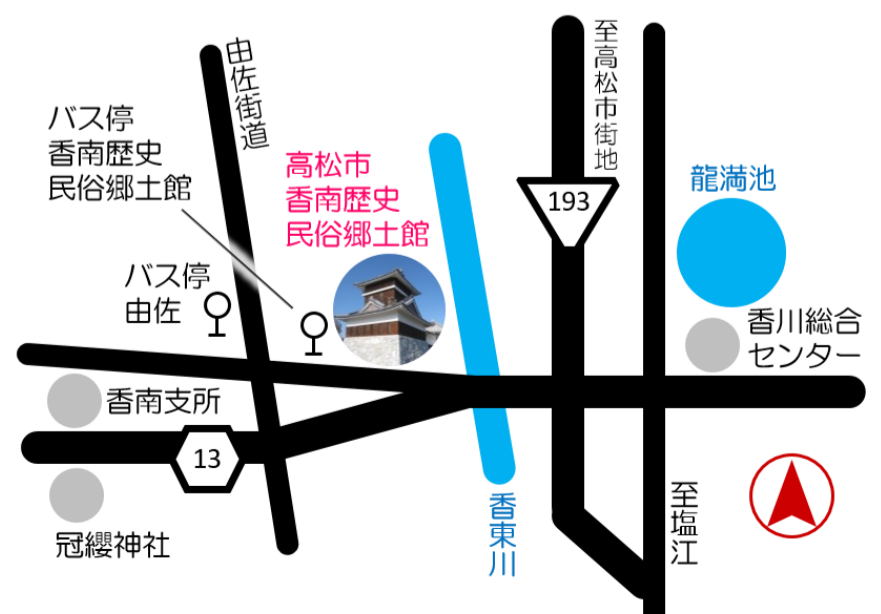 由佐街道
至高松市街地
バス停
香南歴史
民俗郷土館
高松市
香南歴史
民俗郷土館
193
龍満池
バス停
由佐
香川総合
センター
香南支所
13
冠纓神社
香東川
至塩江